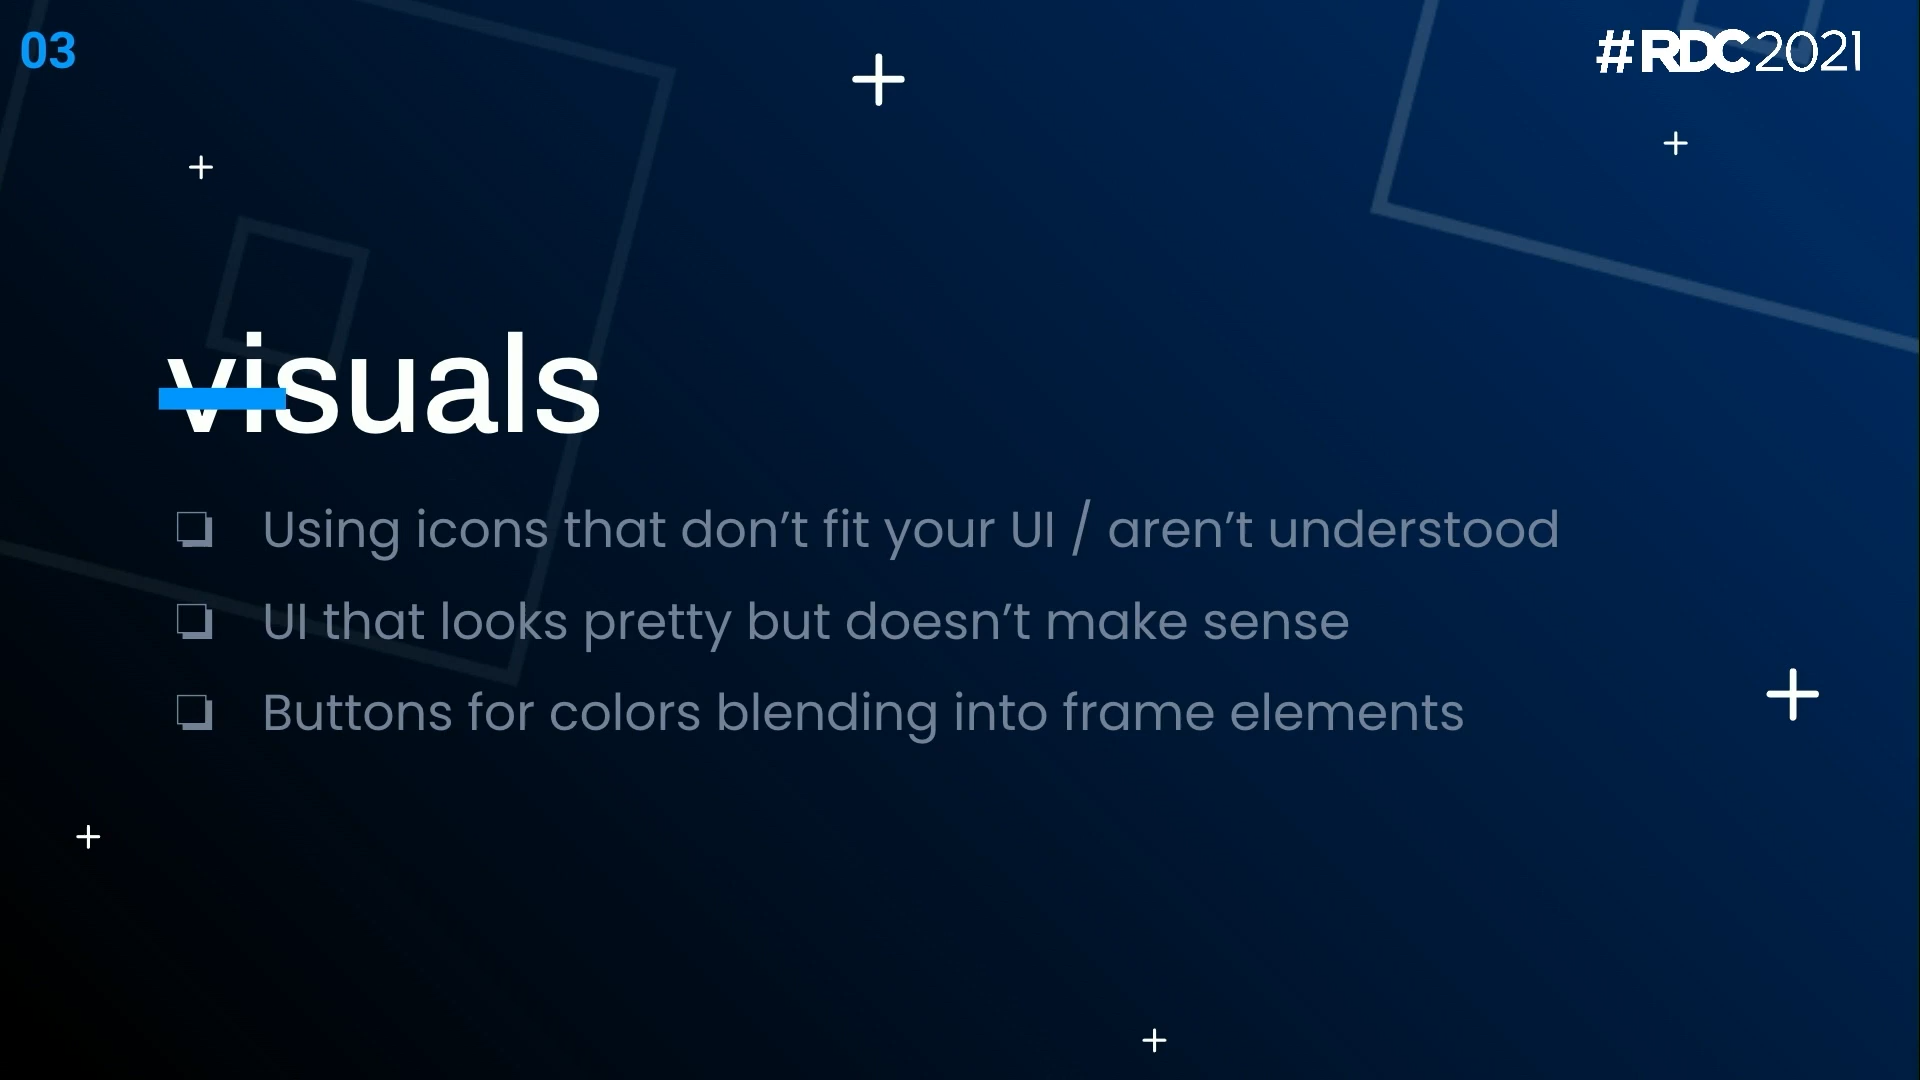 03
#RDC2021
visuals
❏ Using icons that don’t fit your UI / aren’t understood
❏ UI that looks pretty but doesn’t make sense
❏ Buttons for colors blending into frame elements